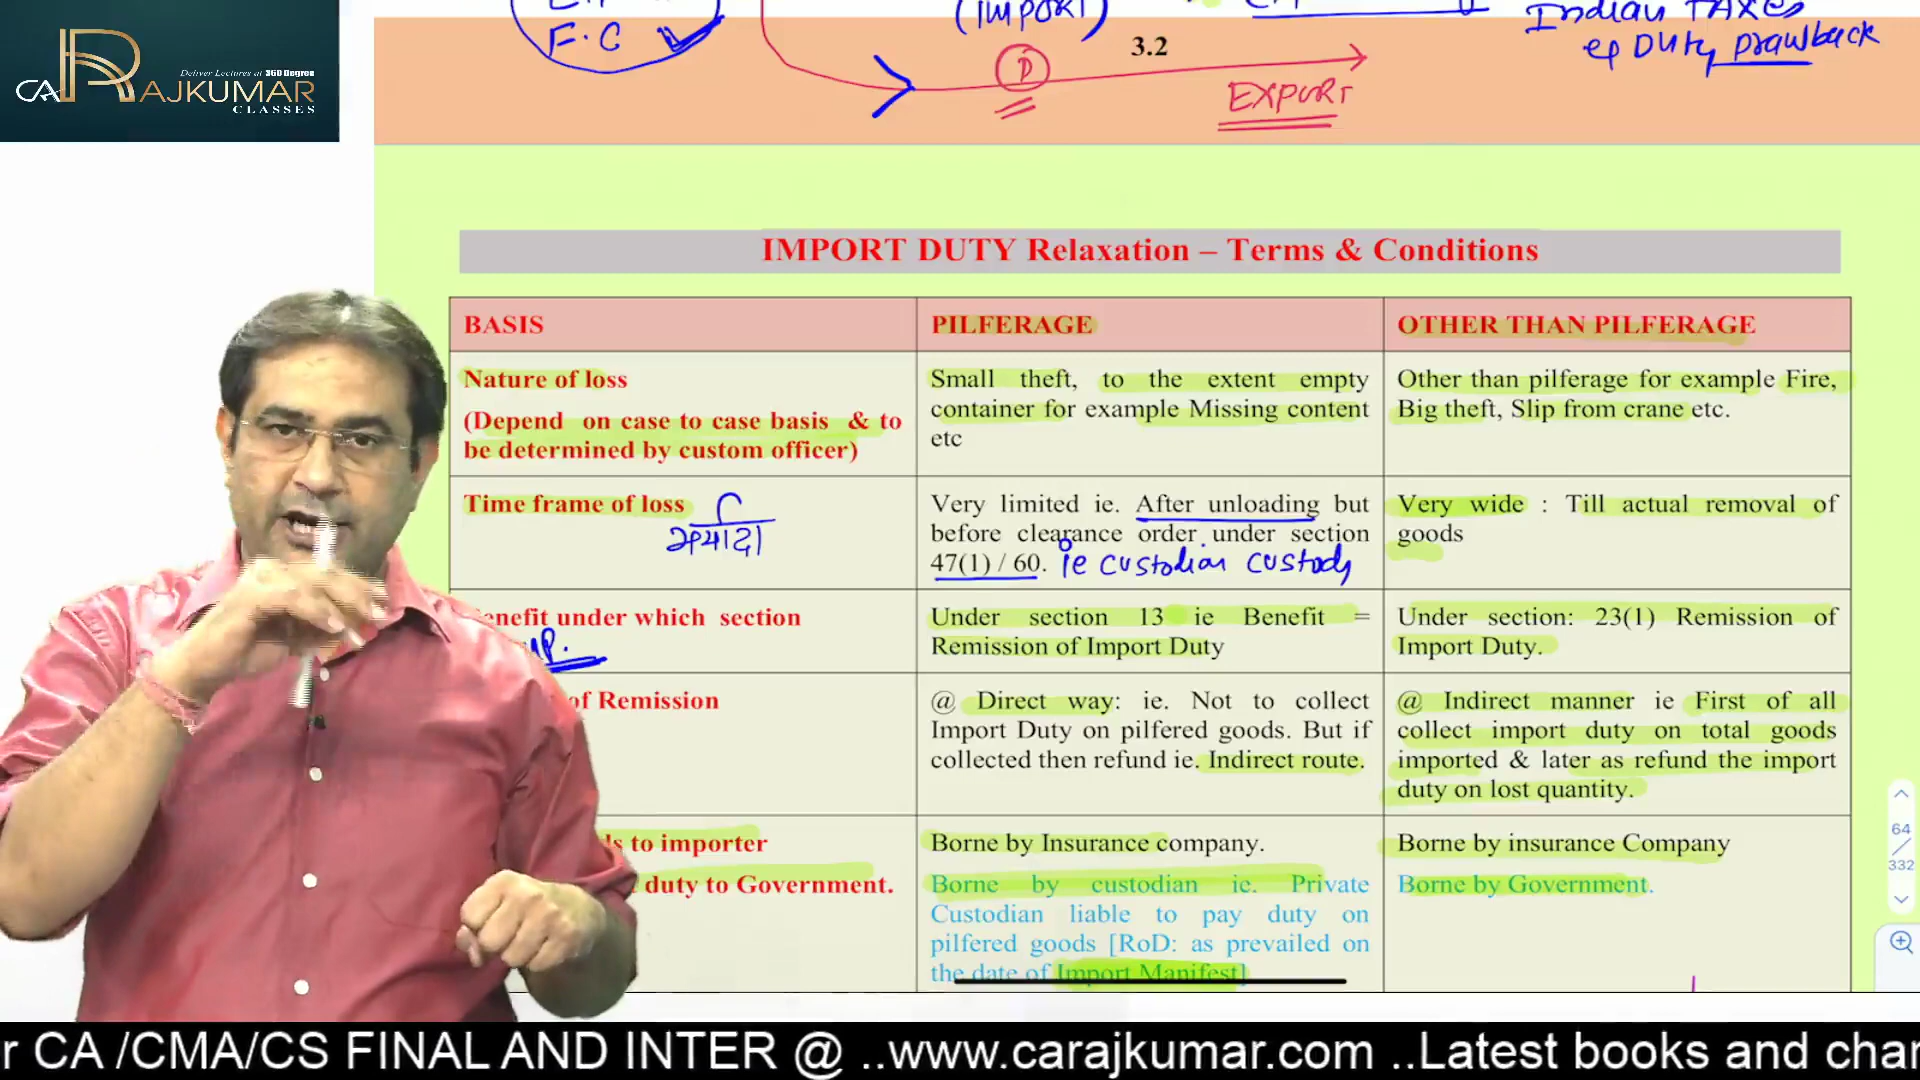 F.C
(Import)
3.2
Indian TAXes
eg Duty Drawback
P
EXPORT
Deliver Lectures at 360 Degree
CA RAJKUMAR
CLASSES
IMPORT DUTY Relaxation – Terms & Conditions
BASIS
PILFERAGE
OTHER THAN PILFERAGE
Nature of loss
(Depend on case to case basis & to
be determined by custom officer)
Small theft, to the extent empty
container for example Missing content
etc
Other than pilferage for example Fire,
Big theft, Slip from crane etc.
Time frame of loss
Very limited ie. After unloading but
before clearance order under section
47(1) / 60. ie custodian custody
Very wide : Till actual removal of
goods
enefit under which section
Under section 13 ie Benefit =
Remission of Import Duty
Under section: 23(1) Remission of
Import Duty.
of Remission
@ Direct way: ie. Not to collect
Import Duty on pilfered goods. But if
collected then refund ie. Indirect route.
@ Indirect manner ie First of all
collect import duty on total goods
imported & later as refund the import
duty on lost quantity.
ds to importer
duty to Government.
Borne by Insurance company.
Borne by custodian ie. Private
Custodian liable to pay duty on
pilfered goods [RoD: as prevailed on
the date of Import Manifest]
Borne by insurance Company
Borne by Government.
64
/
332
r CA /CMA/CS FINAL AND INTER @ ..www.carajkumar.com ..Latest books and char